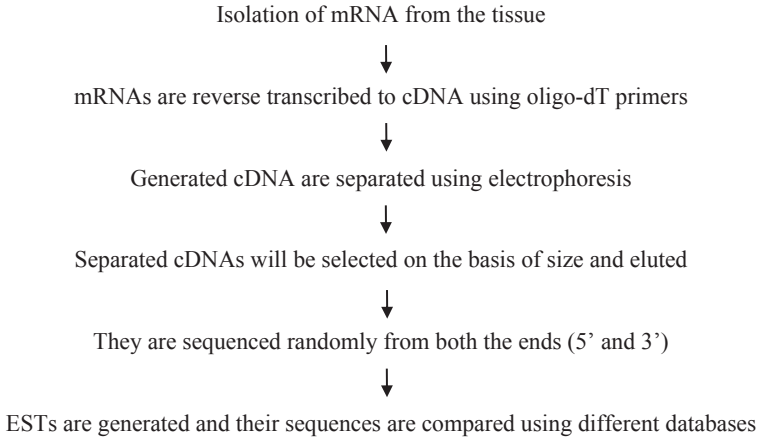 Isolation of mRNA from the tissue
mRNAs are reverse transcribed to cDNA using oligo-dT primers
Generated cDNA are separated using electrophoresis
Separated cDNAs will be selected on the basis of size and eluted
They are sequenced randomly from both the ends (5’ and 3’)
ESTs are generated and their sequences are compared using different databases